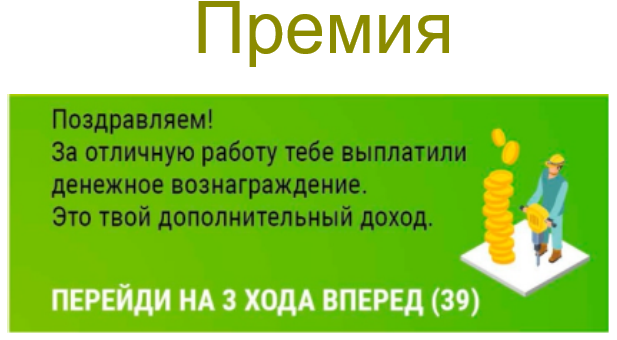 Премия
Поздравляем!
За отличную работу тебе выплатили
денежное вознаграждение.
Это твой дополнительный доход.
ПЕРЕЙДИ НА 3 ХОДА ВПЕРЕД (39)